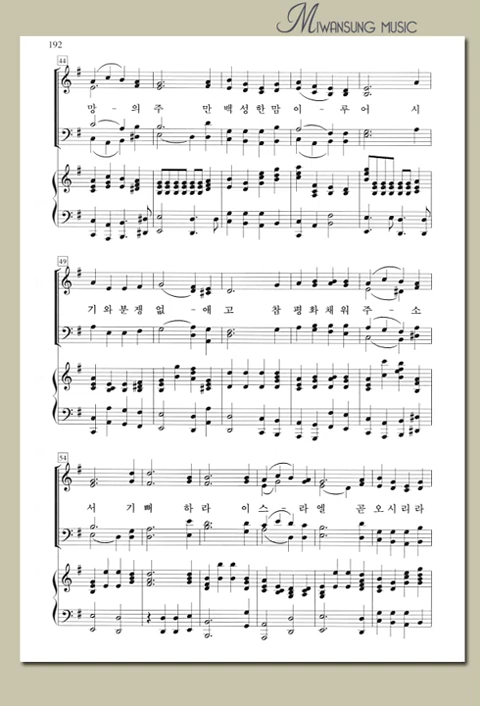 MIWANSUNG MUSIC
192
44
망 - 의 주 만 백 성 한 맘 이 - 루 어 시
49
기 와 분 쟁 없 - 애 고 참 평 화 채 워 주 - 소
54
서 기 뻐 하 라 이 스 - 라 엘 곧 오 시 리 라